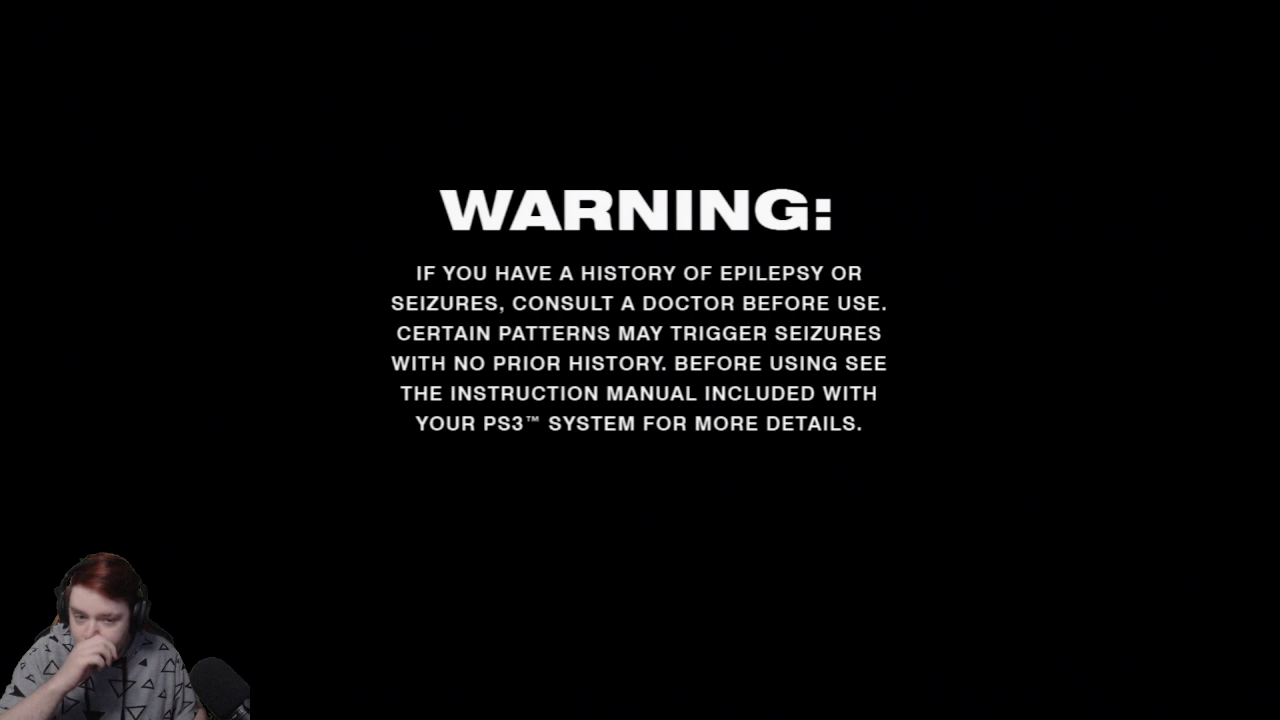 WARNING:
IF YOU HAVE A HISTORY OF EPILEPSY OR
SEIZURES, CONSULT A DOCTOR BEFORE USE.
CERTAIN PATTERNS MAY TRIGGER SEIZURES
WITH NO PRIOR HISTORY. BEFORE USING SEE
THE INSTRUCTION MANUAL INCLUDED WITH
YOUR PS3™ SYSTEM FOR MORE DETAILS.